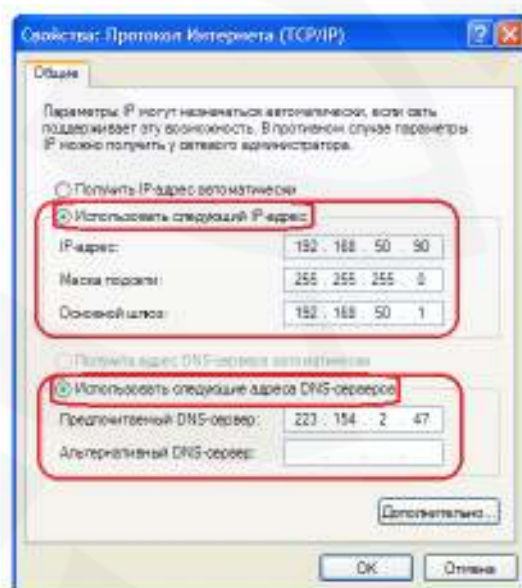 Свойства: Протокол Интернета (TCP/IP)
Общие
Параметры IP могут назначаться автоматически, если сеть
поддерживает эту возможность. В противном случае параметры
IP можно получить у сетевого администратора.
Получить IP-адрес автоматически
Использовать следующий IP-адрес:
IP-адрес: 192 . 168 . 50 . 90
Маска подсети: 255 . 255 . 255 . 0
Основной шлюз: 192 . 168 . 50 . 1
Получить адрес DNS-сервера автоматически
Использовать следующие адреса DNS-серверов:
Предпочитаемый DNS-сервер: 223 . 154 . 2 . 47
Альтернативный DNS-сервер: . . .
Дополнительно...
OK Отмена